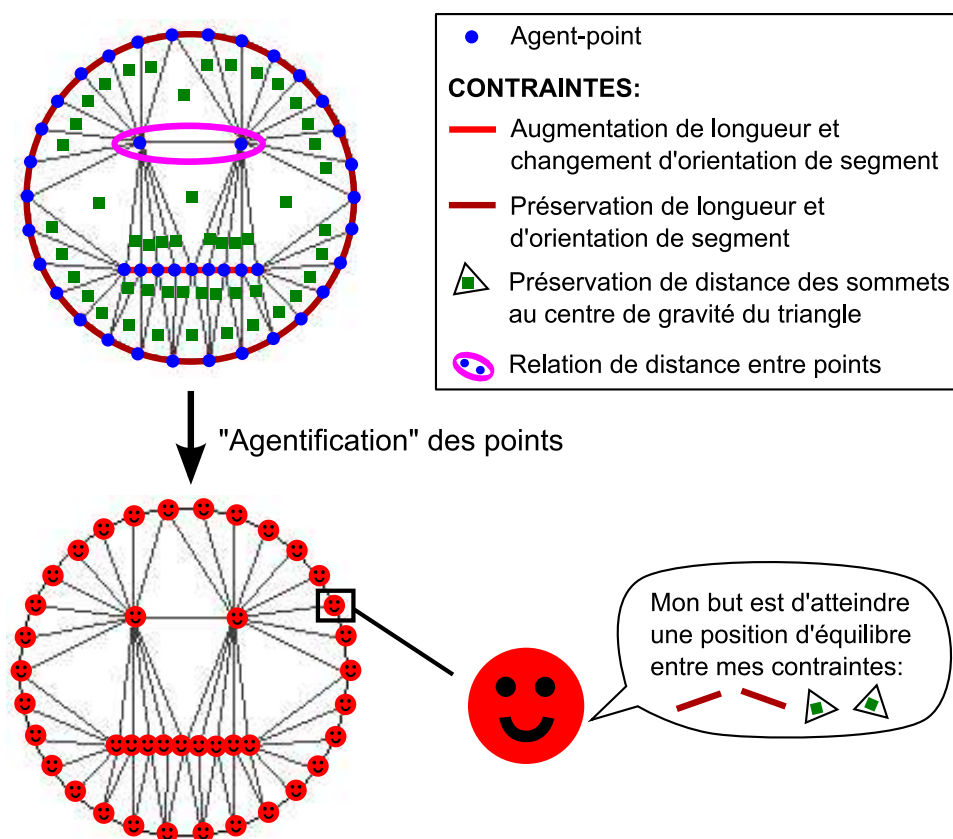 Agent-point
CONTRAINTES:
Augmentation de longueur et
changement d'orientation de segment
Préservation de longueur et
d'orientation de segment
Préservation de distance des sommets
au centre de gravité du triangle
Relation de distance entre points
"Agentification" des points
Mon but est d'atteindre
une position d'équilibre
entre mes contraintes: